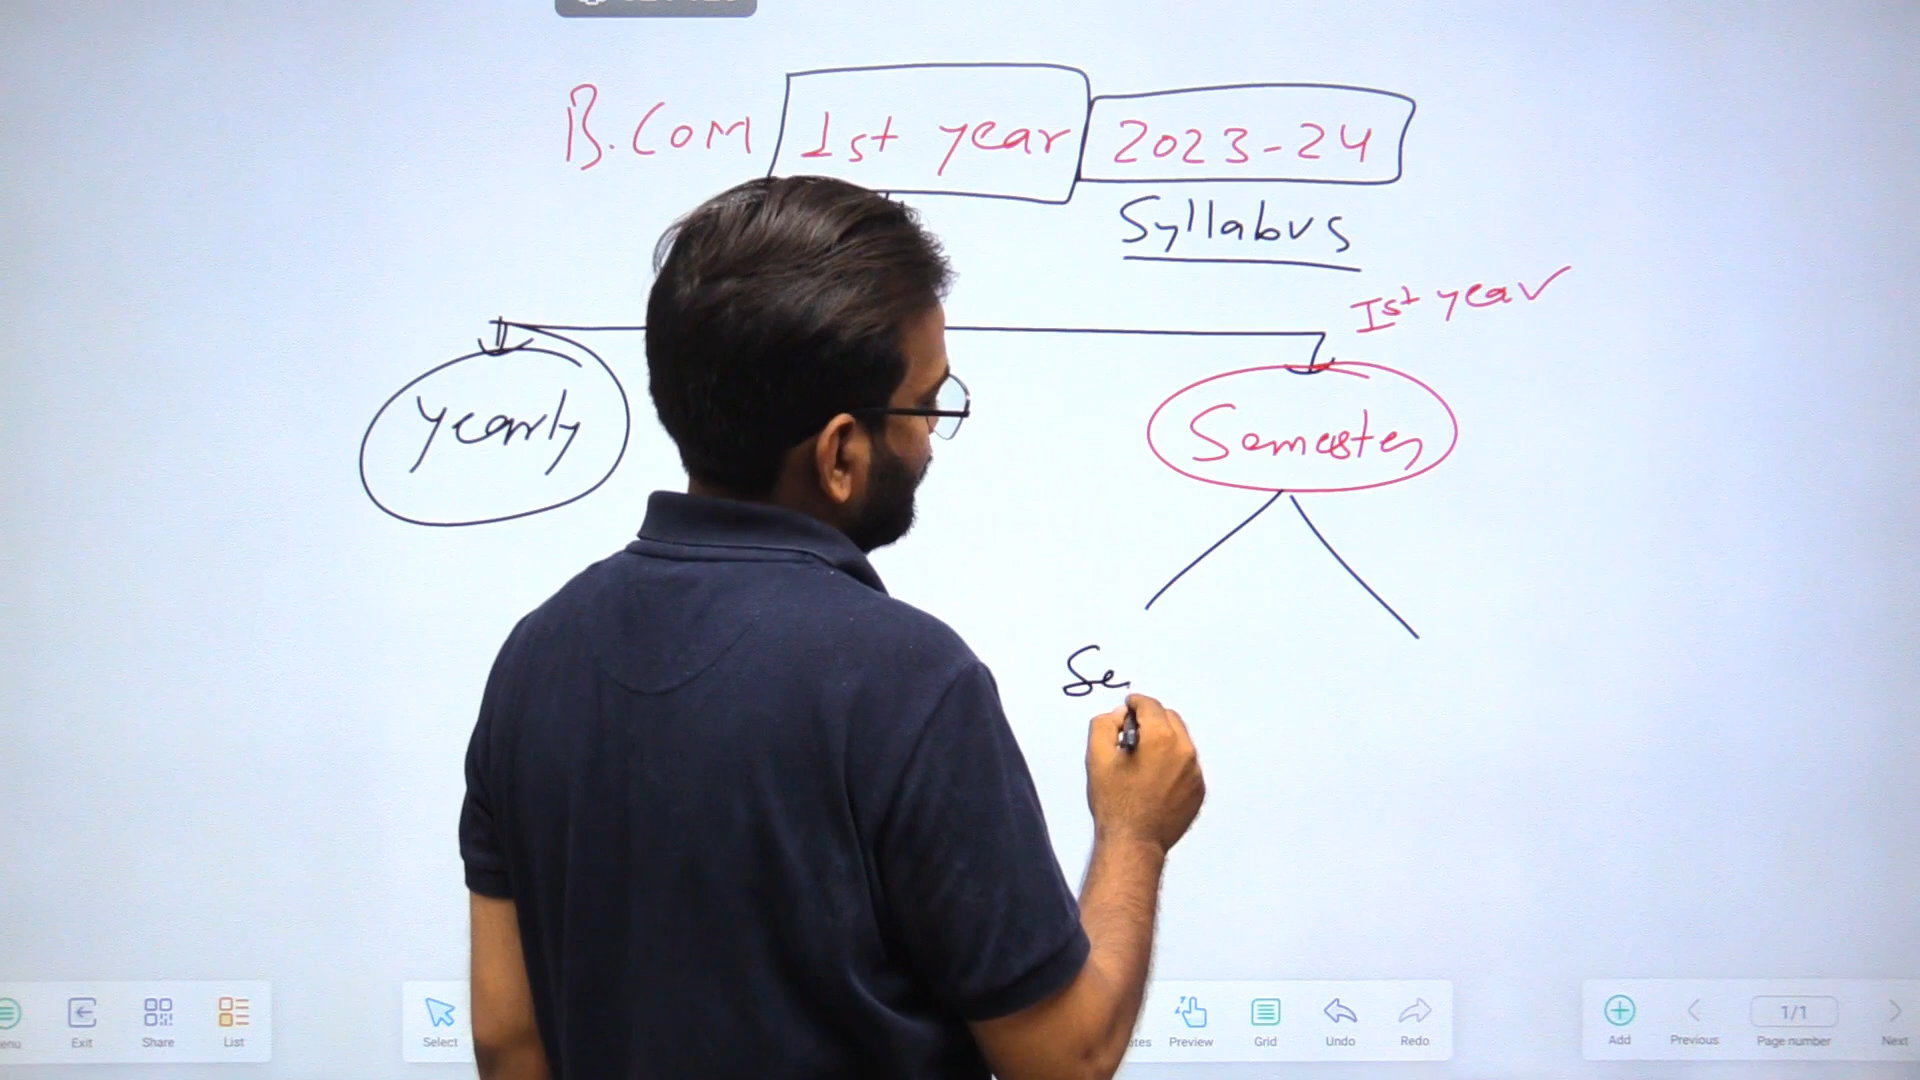 B.COM 1st year 2023-24
Syllabus
Ist year
Yearly
Semester
Se
Exit
Share
List
Select
Preview
Grid
Undo
Redo
Add
Previous
1/1
Page number
Next